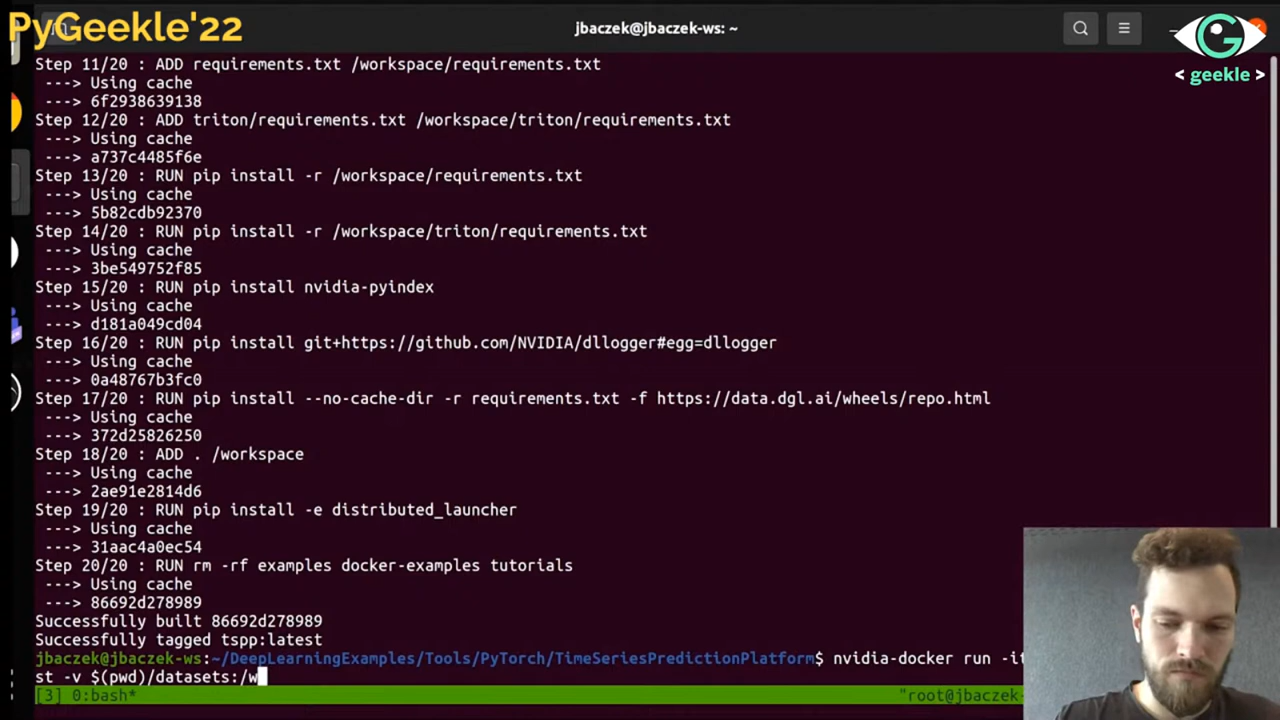 PyGeekle'22
jbaczek@jbaczek-ws: ~
< geekle >
Step 11/20 : ADD requirements.txt /workspace/requirements.txt
---> Using cache
---> 6f2938639138
Step 12/20 : ADD triton/requirements.txt /workspace/triton/requirements.txt
---> Using cache
---> a737c4485f6e
Step 13/20 : RUN pip install -r /workspace/requirements.txt
---> Using cache
---> 5b82cdb92370
Step 14/20 : RUN pip install -r /workspace/triton/requirements.txt
---> Using cache
---> 3be549752f85
Step 15/20 : RUN pip install nvidia-pyindex
---> Using cache
---> d181a049cd04
Step 16/20 : RUN pip install git+https://github.com/NVIDIA/dllogger#egg=dllogger
---> Using cache
---> 0a48767b3fc0
Step 17/20 : RUN pip install --no-cache-dir -r requirements.txt -f https://data.dgl.ai/wheels/repo.html
---> Using cache
---> 372d25826250
Step 18/20 : ADD . /workspace
---> Using cache
---> 2ae91e2814d6
Step 19/20 : RUN pip install -e distributed_launcher
---> Using cache
---> 31aac4a0ec54
Step 20/20 : RUN rm -rf examples docker-examples tutorials
---> Using cache
---> 86692d278989
Successfully built 86692d278989
Successfully tagged tspp:latest
jbaczek@jbaczek-ws:~/DeepLearningExamples/Tools/PyTorch/TimeSeriesPredictionPlatform$ nvidia-docker run -it
st -v $(pwd)/datasets:/w
[3] 0:bash* "root@jbaczek-